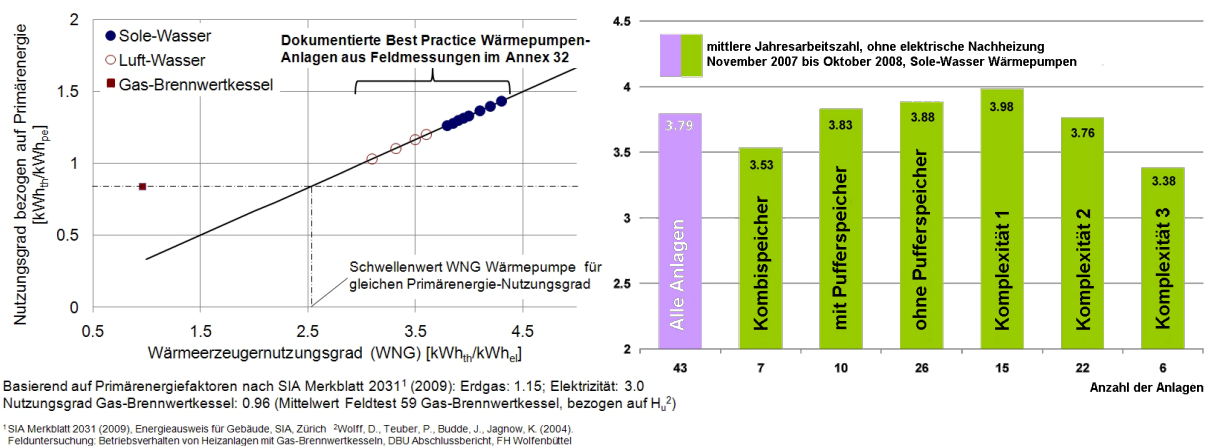 Nutzungsgrad bezogen auf Primärenergie
[kWh_th/kWh_pe]
2
1.5
1
0.5
0
Sole-Wasser
Luft-Wasser
Gas-Brennwertkessel
Dokumentierte Best Practice Wärmepumpen-
Anlagen aus Feldmessungen im Annex 32
Schwellenwert WNG Wärmepumpe für
gleichen Primärenergie-Nutzungsgrad
0.5 1.5 2.5 3.5 4.5
Wärmeerzeugernutzungsgrad (WNG) [kWh_th/kWh_el]
Basierend auf Primärenergiefaktoren nach SIA Merkblatt 2031¹ (2009): Erdgas: 1.15; Elektrizität: 3.0
Nutzungsgrad Gas-Brennwertkessel: 0.96 (Mittelwert Feldtest 59 Gas-Brennwertkessel, bezogen auf H_u²)
¹SIA Merkblatt 2031 (2009), Energieausweis für Gebäude, SIA, Zürich ²Wolff, D., Teuber, P., Budde, J., Jagnow, K. (2004).
Felduntersuchung: Betriebsverhalten von Heizanlagen mit Gas-Brennwertkesseln, DBU Abschlussbericht, FH Wolfenbüttel
4.5
4
3.5
3
2.5
2
mittlere Jahresarbeitszahl, ohne elektrische Nachheizung
November 2007 bis Oktober 2008, Sole-Wasser Wärmepumpen
3.79
3.53
3.83
3.88
3.98
3.76
3.38
Alle Anlagen
Kombispeicher
mit Pufferspeicher
ohne Pufferspeicher
Komplexität 1
Komplexität 2
Komplexität 3
43 7 10 26 15 22 6
Anzahl der Anlagen